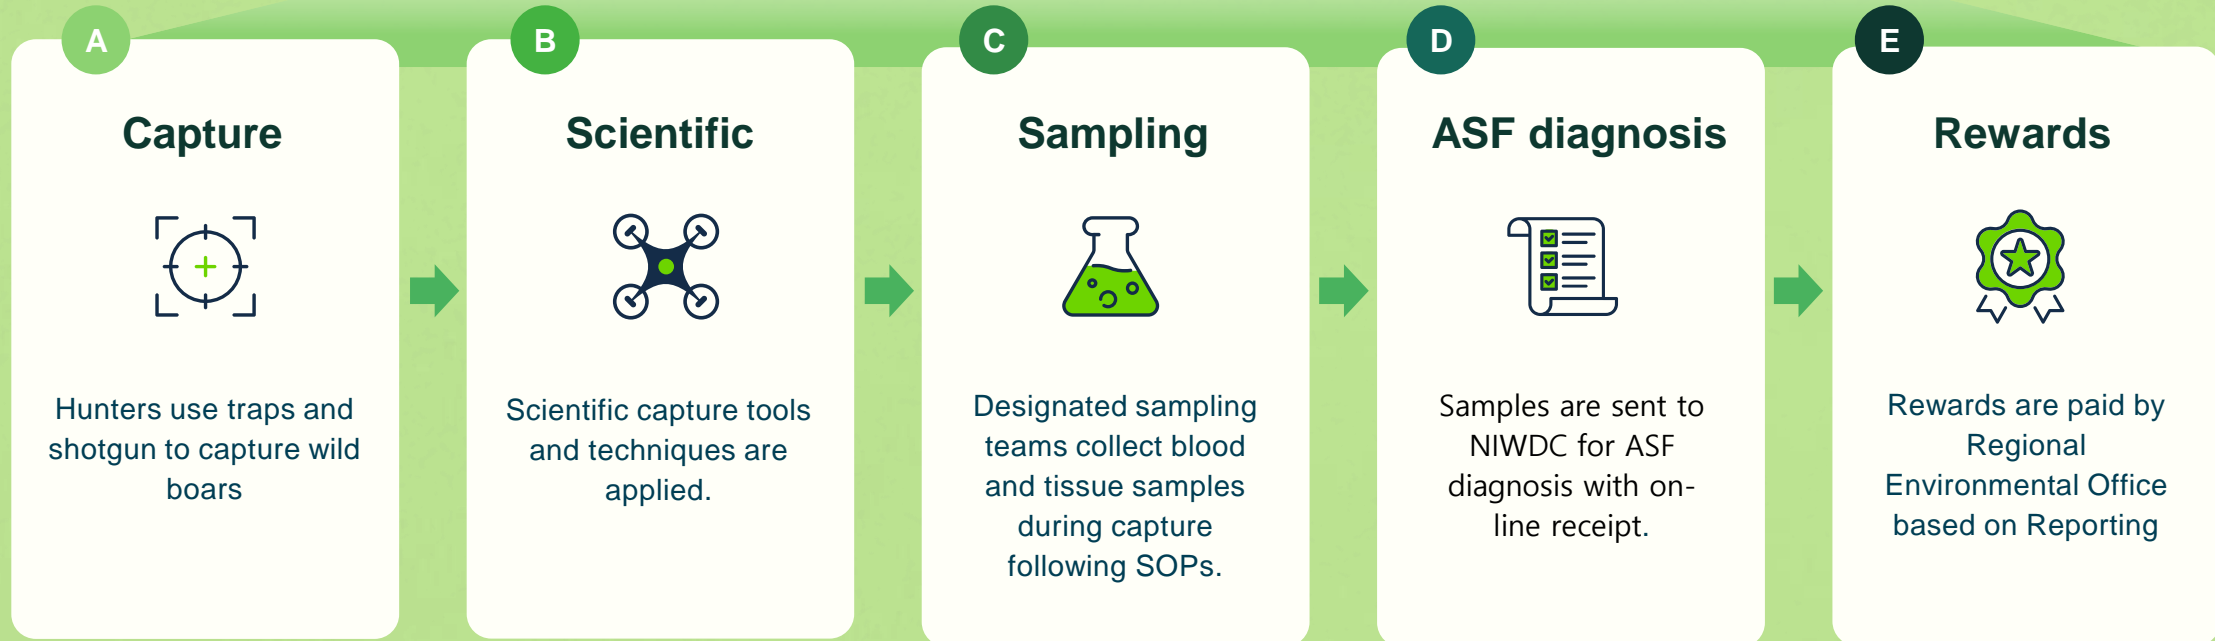 A
Capture
Hunters use traps and
shotgun to capture wild
boars
B
Scientific
Scientific capture tools
and techniques are
applied.
C
Sampling
Designated sampling
teams collect blood
and tissue samples
during capture
following SOPs.
D
ASF diagnosis
Samples are sent to
NIWDC for ASF
diagnosis with on-
line receipt.
E
Rewards
Rewards are paid by
Regional
Environmental Office
based on Reporting